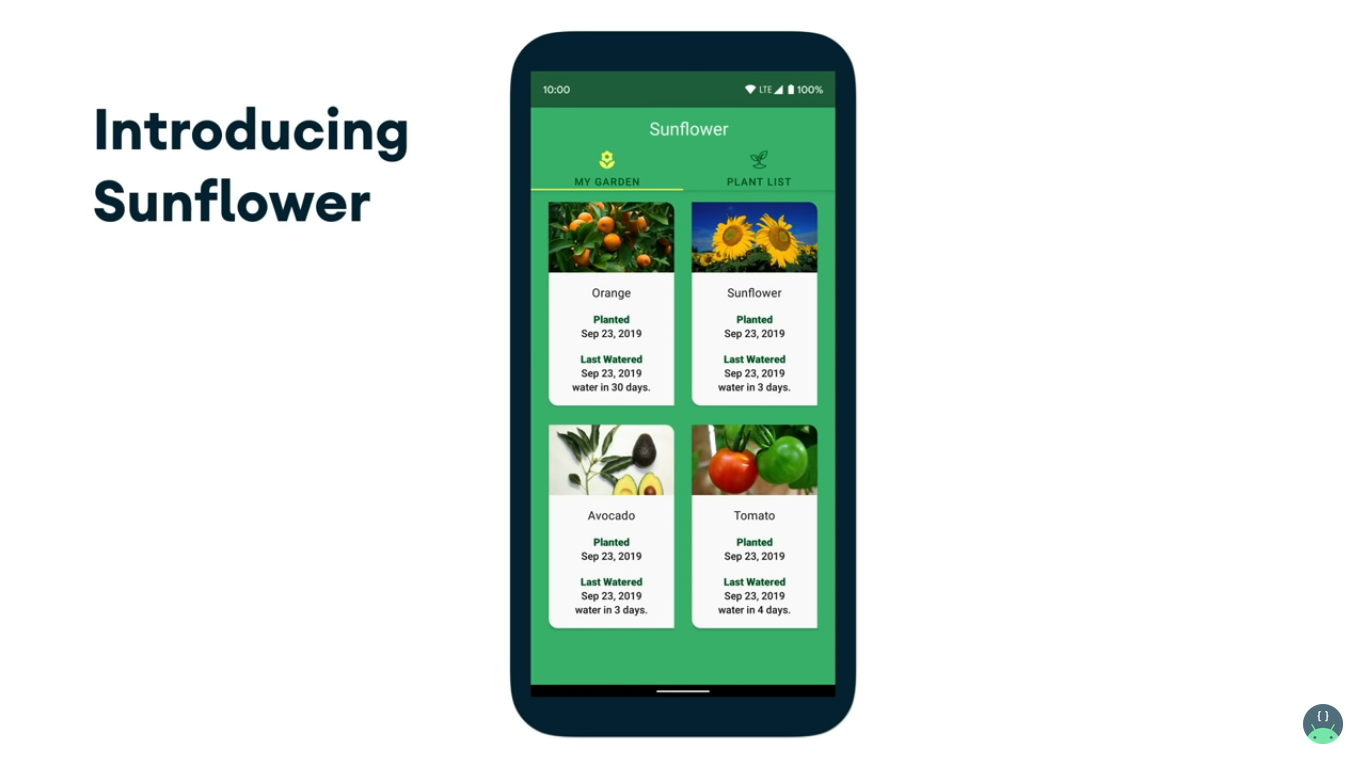 Introducing
Sunflower
10:00 LTE 100%
Sunflower
MY GARDEN
PLANT LIST
Orange
Planted
Sep 23, 2019
Last Watered
Sep 23, 2019
water in 30 days.
Sunflower
Planted
Sep 23, 2019
Last Watered
Sep 23, 2019
water in 3 days.
Avocado
Planted
Sep 23, 2019
Last Watered
Sep 23, 2019
water in 3 days.
Tomato
Planted
Sep 23, 2019
Last Watered
Sep 23, 2019
water in 4 days.
{ }